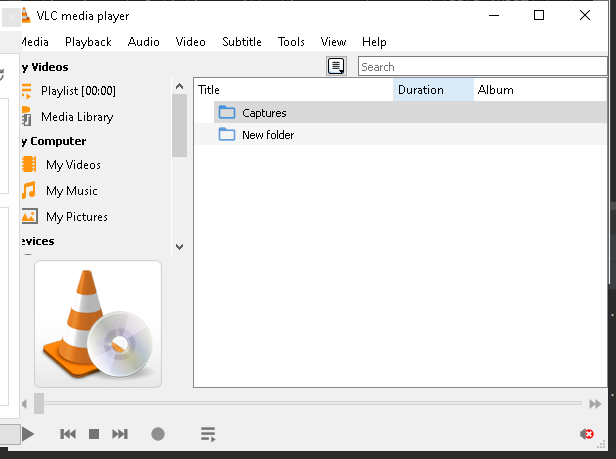 VLC media player
Media Playback Audio Video Subtitle Tools View Help
y Videos
Search
Playlist [00:00]
Title Duration Album
Media Library
Captures
y Computer
New folder
My Videos
My Music
My Pictures
evices